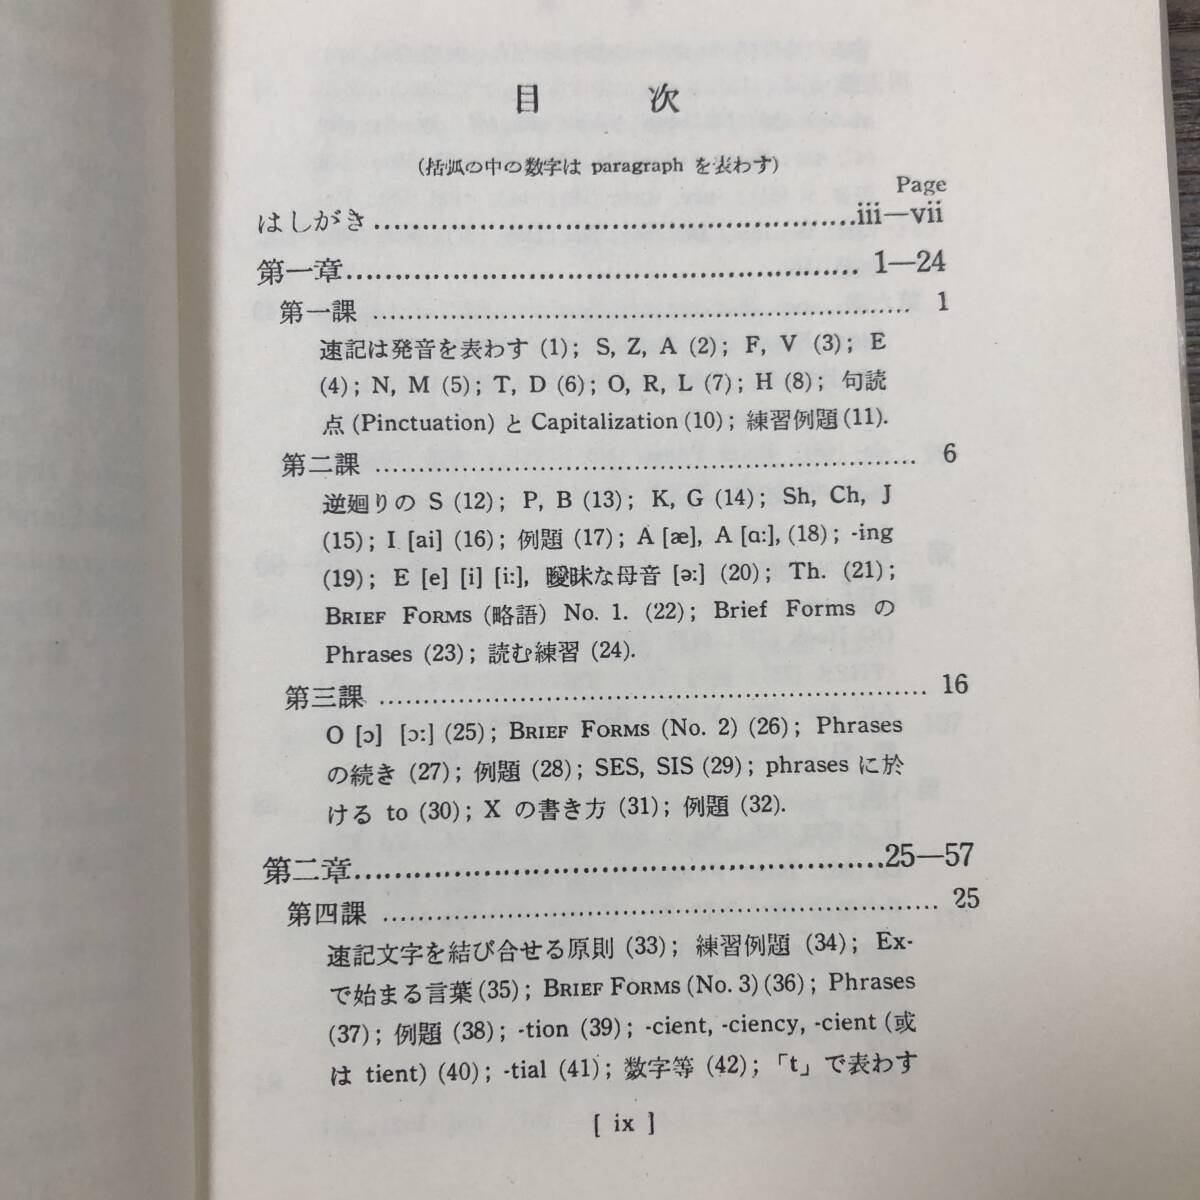 目次
(括弧の中の数字は paragraph を表わす)
Page
はしがき……iii—vii
第一章……1—24
第一課……1
速記は発音を表わす (1); S, Z, A (2); F, V (3); E
(4); N, M (5); T, D (6); O, R, L (7); H (8); 句読
点 (Pinctuation) と Capitalization (10); 練習例題 (11).
第二課……6
逆廻りの S (12); P, B (13); K, G (14); Sh, Ch, J
(15); I [ai] (16); 例題 (17); A [æ], A [ɑ:], (18); -ing
(19); E [e] [i] [i:], 曖昧な母音 [ə:] (20); Th. (21);
BRIEF FORMS (略語) No. 1. (22); Brief Forms の
Phrases (23); 読む練習 (24).
第三課……16
O [ɔ] [ɔ:] (25); BRIEF FORMS (No. 2) (26); Phrases
の続き (27); 例題 (28); SES, SIS (29); phrases に於
ける to (30); X の書き方 (31); 例題 (32).
第二章……25—57
第四課……25
速記文字を結び合せる原則 (33); 練習例題 (34); Ex-
で始まる言葉 (35); BRIEF FORMS (No. 3) (36); Phrases
(37); 例題 (38); -tion (39); -cient, -ciency, -cient (或
は tient) (40); -tial (41); 数字等 (42); 「t」で表わす
[ ix ]